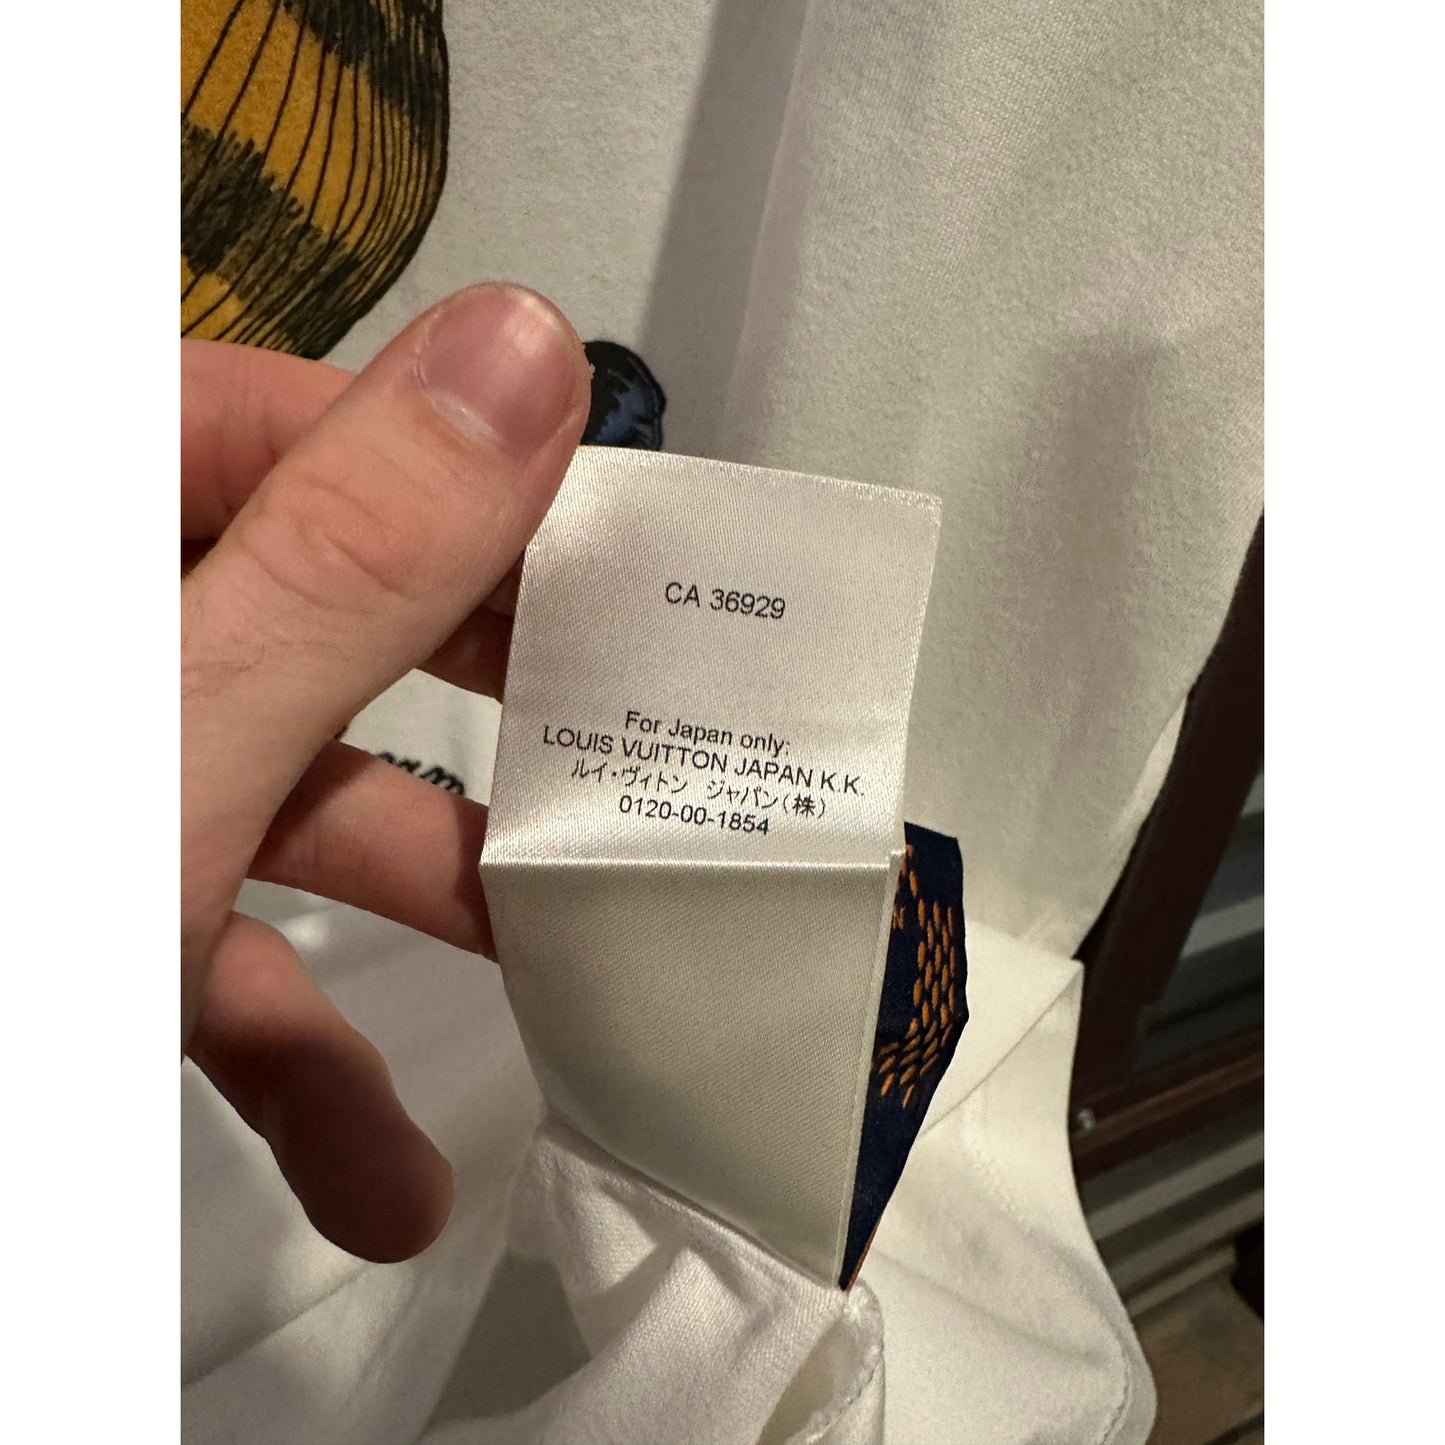 CA 36929
For Japan only:
LOUIS VUITTON JAPAN K.K.
ルイ・ヴィトン ジャパン(株)
0120-00-1854